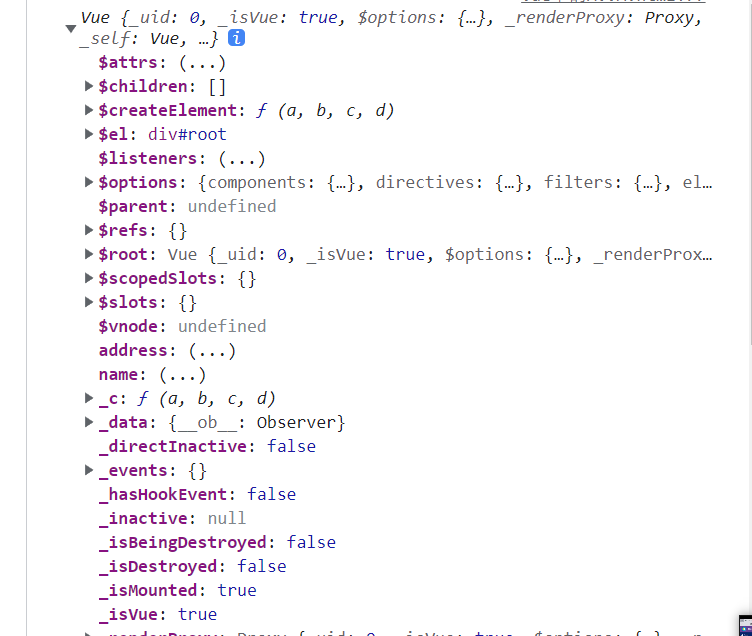 Vue {_uid: 0, _isVue: true, $options: {…}, _renderProxy: Proxy,
_self: Vue, …} i
$attrs: (...)
$children: []
$createElement: ƒ (a, b, c, d)
$el: div#root
$listeners: (...)
$options: {components: {…}, directives: {…}, filters: {…}, el…
$parent: undefined
$refs: {}
$root: Vue {_uid: 0, _isVue: true, $options: {…}, _renderProx…
$scopedSlots: {}
$slots: {}
$vnode: undefined
address: (...)
name: (...)
_c: ƒ (a, b, c, d)
_data: {__ob__: Observer}
_directInactive: false
_events: {}
_hasHookEvent: false
_inactive: null
_isBeingDestroyed: false
_isDestroyed: false
_isMounted: true
_isVue: true